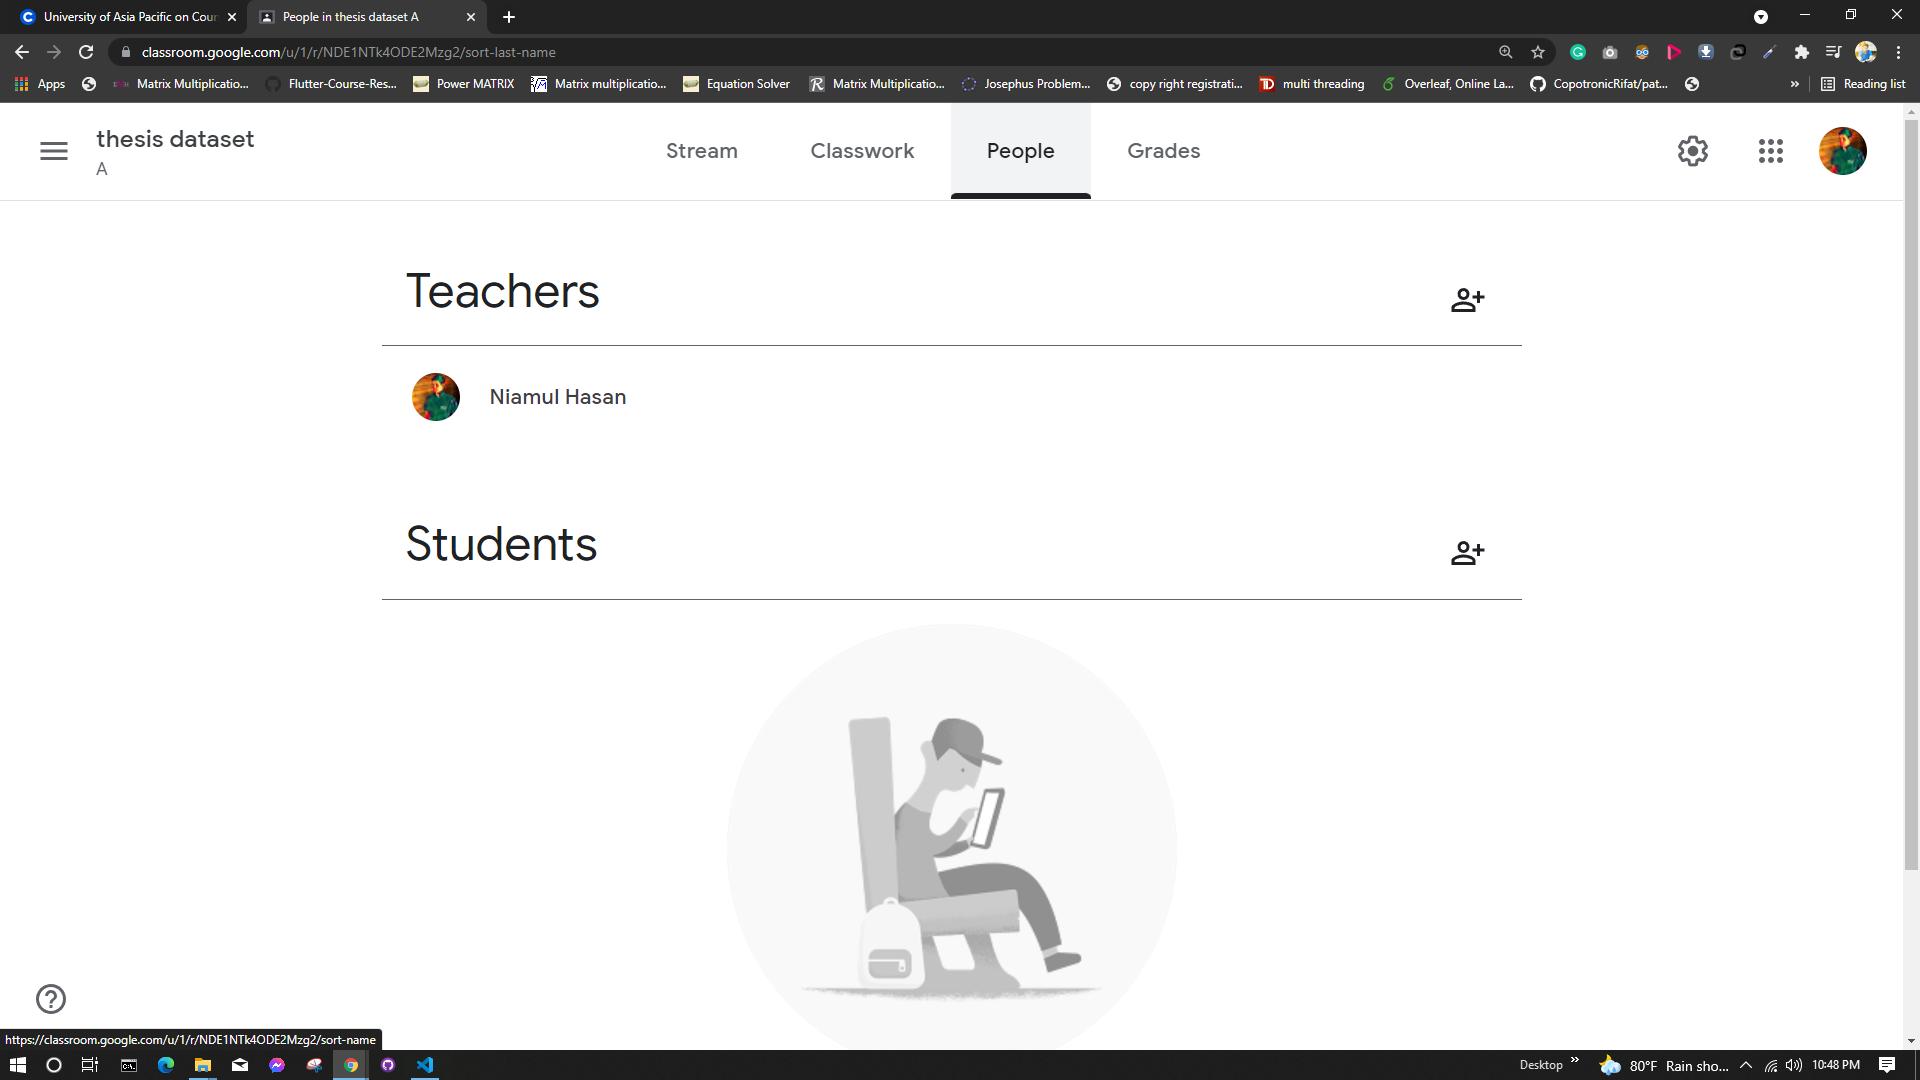 University of Asia Pacific on Cour
People in thesis dataset A
classroom.google.com/u/1/r/NDE1NTk4ODE2Mzg2/sort-last-name
Apps
Matrix Multiplicatio...
Flutter-Course-Res...
Power MATRIX
Matrix multiplicatio...
Equation Solver
Matrix Multiplicatio...
Josephus Problem...
copy right registrati...
multi threading
Overleaf, Online La...
CopotronicRifat/pat...
Reading list
thesis dataset
A
Stream
Classwork
People
Grades
Teachers
Niamul Hasan
Students
https://classroom.google.com/u/1/r/NDE1NTk4ODE2Mzg2/sort-name
Desktop
80°F Rain sho...
10:48 PM